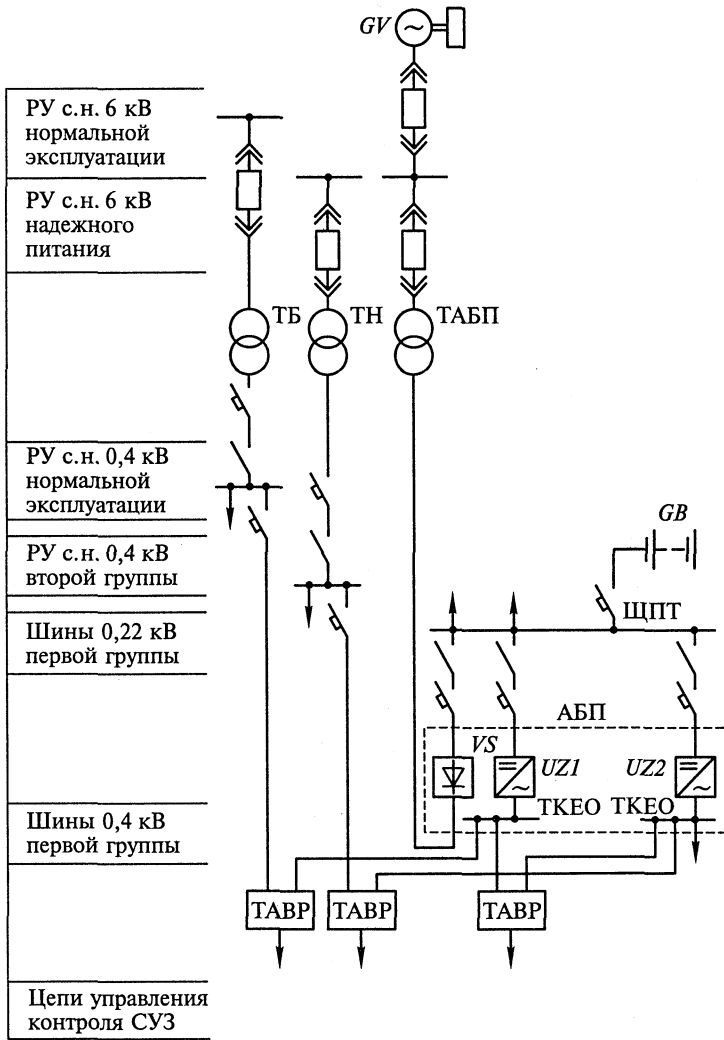 GV
РУ с.н. 6 кВ
нормальной
эксплуатации
РУ с.н. 6 кВ
надежного
питания
ТБ
ТН
ТАБП
РУ с.н. 0,4 кВ
нормальной
эксплуатации
GB
РУ с.н. 0,4 кВ
второй группы
ЩПТ
Шины 0,22 кВ
первой группы
АБП
VS
UZ1
UZ2
ТКЕО
ТКЕО
Шины 0,4 кВ
первой группы
ТАВР
ТАВР
ТАВР
Цепи управления
контроля СУЗ